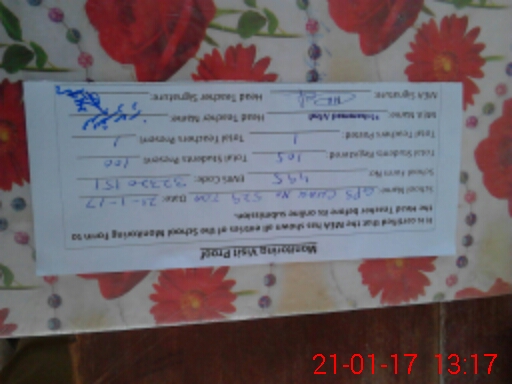 Monitoring Visit Proof
It is certified that the MEA has shown all entries of the School Monitoring Form to
the Head Teacher before its online submission.
School Name: GPS Chak No 529 TDA Date: 21-1-17
School Form No: 495 EMIS Code: 32330151
Total Students Registered: 105 Total Students Present: 100
Total Teachers Posted: 1 Total Teachers Present: 1
MEA Name: Muhammad Head Teacher Name:
MEA Signature: Head Teacher Signature:
21-01-17 13:17